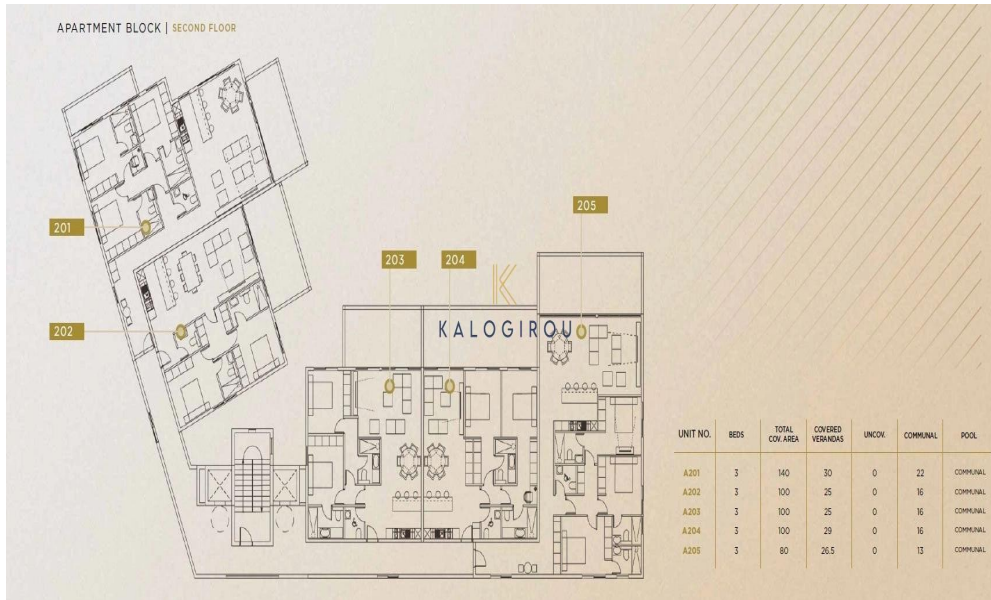 APARTMENT BLOCK | SECOND FLOOR
201
202
203
204
205
KALOGIROU
UNIT NO. BEDS TOTAL COV. AREA COVERED VERANDAS UNCOV. COMMUNAL POOL
A201 3 140 30 0 22 COMMUNAL
A202 3 100 25 0 16 COMMUNAL
A203 3 100 25 0 16 COMMUNAL
A204 3 100 29 0 16 COMMUNAL
A205 3 80 26.5 0 13 COMMUNAL